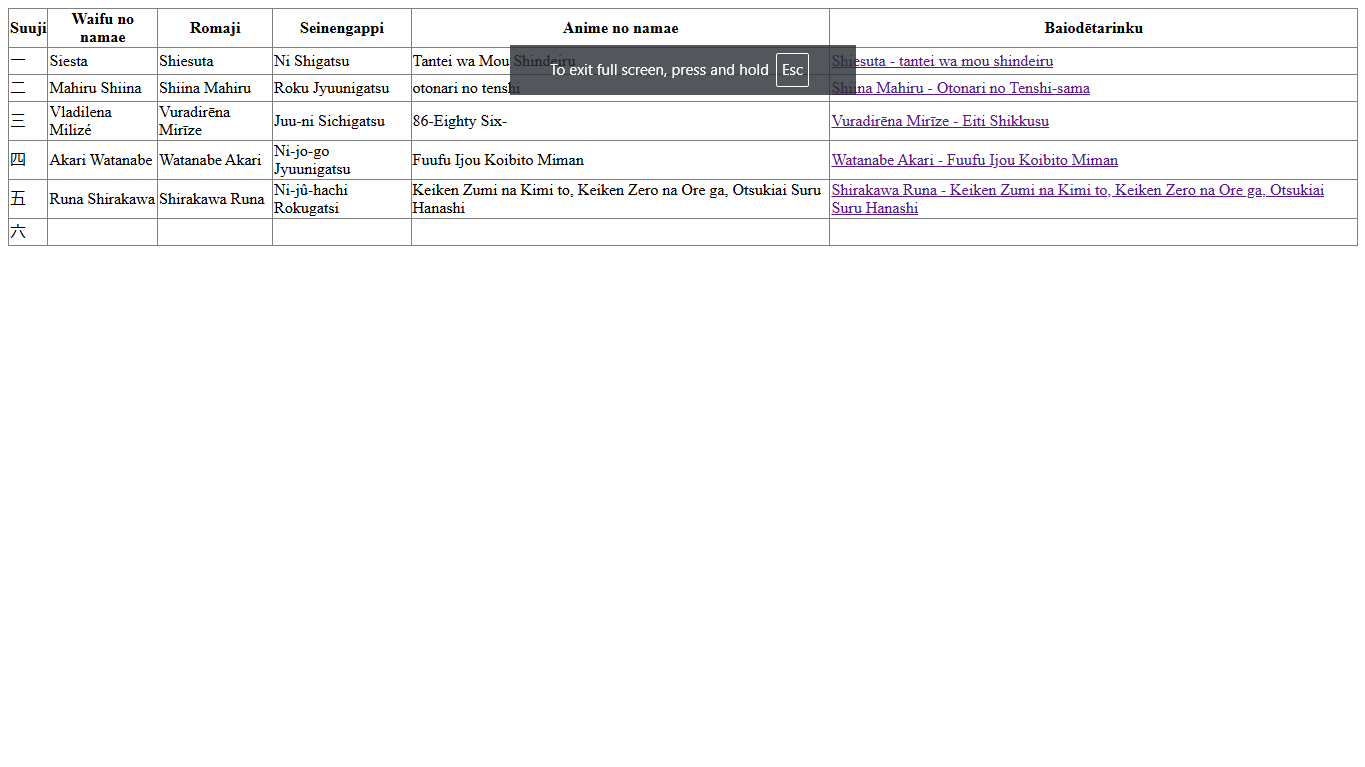 Suuji Waifu no namae Romaji Seinengappi Anime no namae Baiodētarinku
一 Siesta Shiesuta Ni Shigatsu Tantei wa Mou Shindeiru Shiesuta - tantei wa mou shindeiru
To exit full screen, press and hold Esc
二 Mahiru Shiina Shiina Mahiru Roku Jyuunigatsu otonari no tenshi Shiina Mahiru - Otonari no Tenshi-sama
三 Vladilena Milizé Vuradirēna Mirīze Juu-ni Sichigatsu 86-Eighty Six- Vuradirēna Mirīze - Eiti Shikkusu
四 Akari Watanabe Watanabe Akari Ni-jo-go Jyuunigatsu Fuufu Ijou Koibito Miman Watanabe Akari - Fuufu Ijou Koibito Miman
五 Runa Shirakawa Shirakawa Runa Ni-jû-hachi Rokugatsi Keiken Zumi na Kimi to, Keiken Zero na Ore ga, Otsukiai Suru Hanashi Shirakawa Runa - Keiken Zumi na Kimi to, Keiken Zero na Ore ga, Otsukiai Suru Hanashi
六